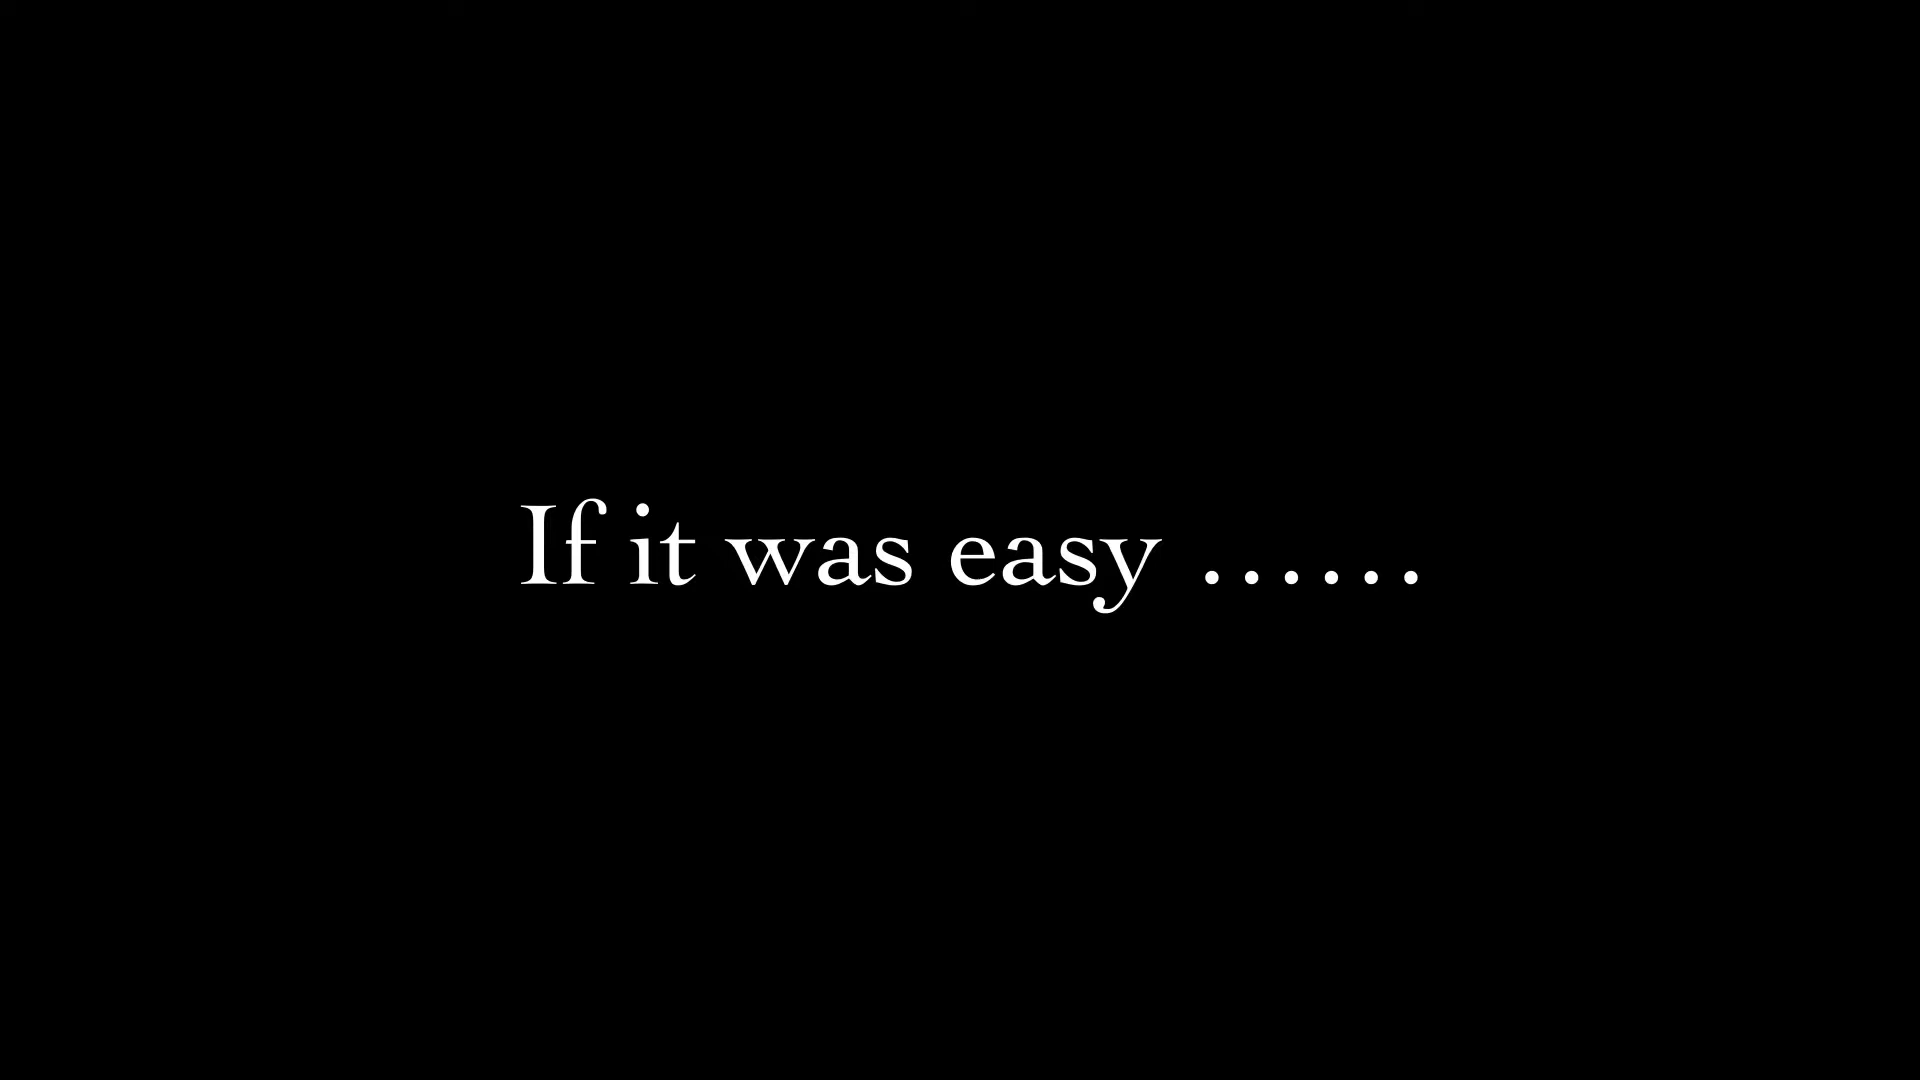 If it was easy ......